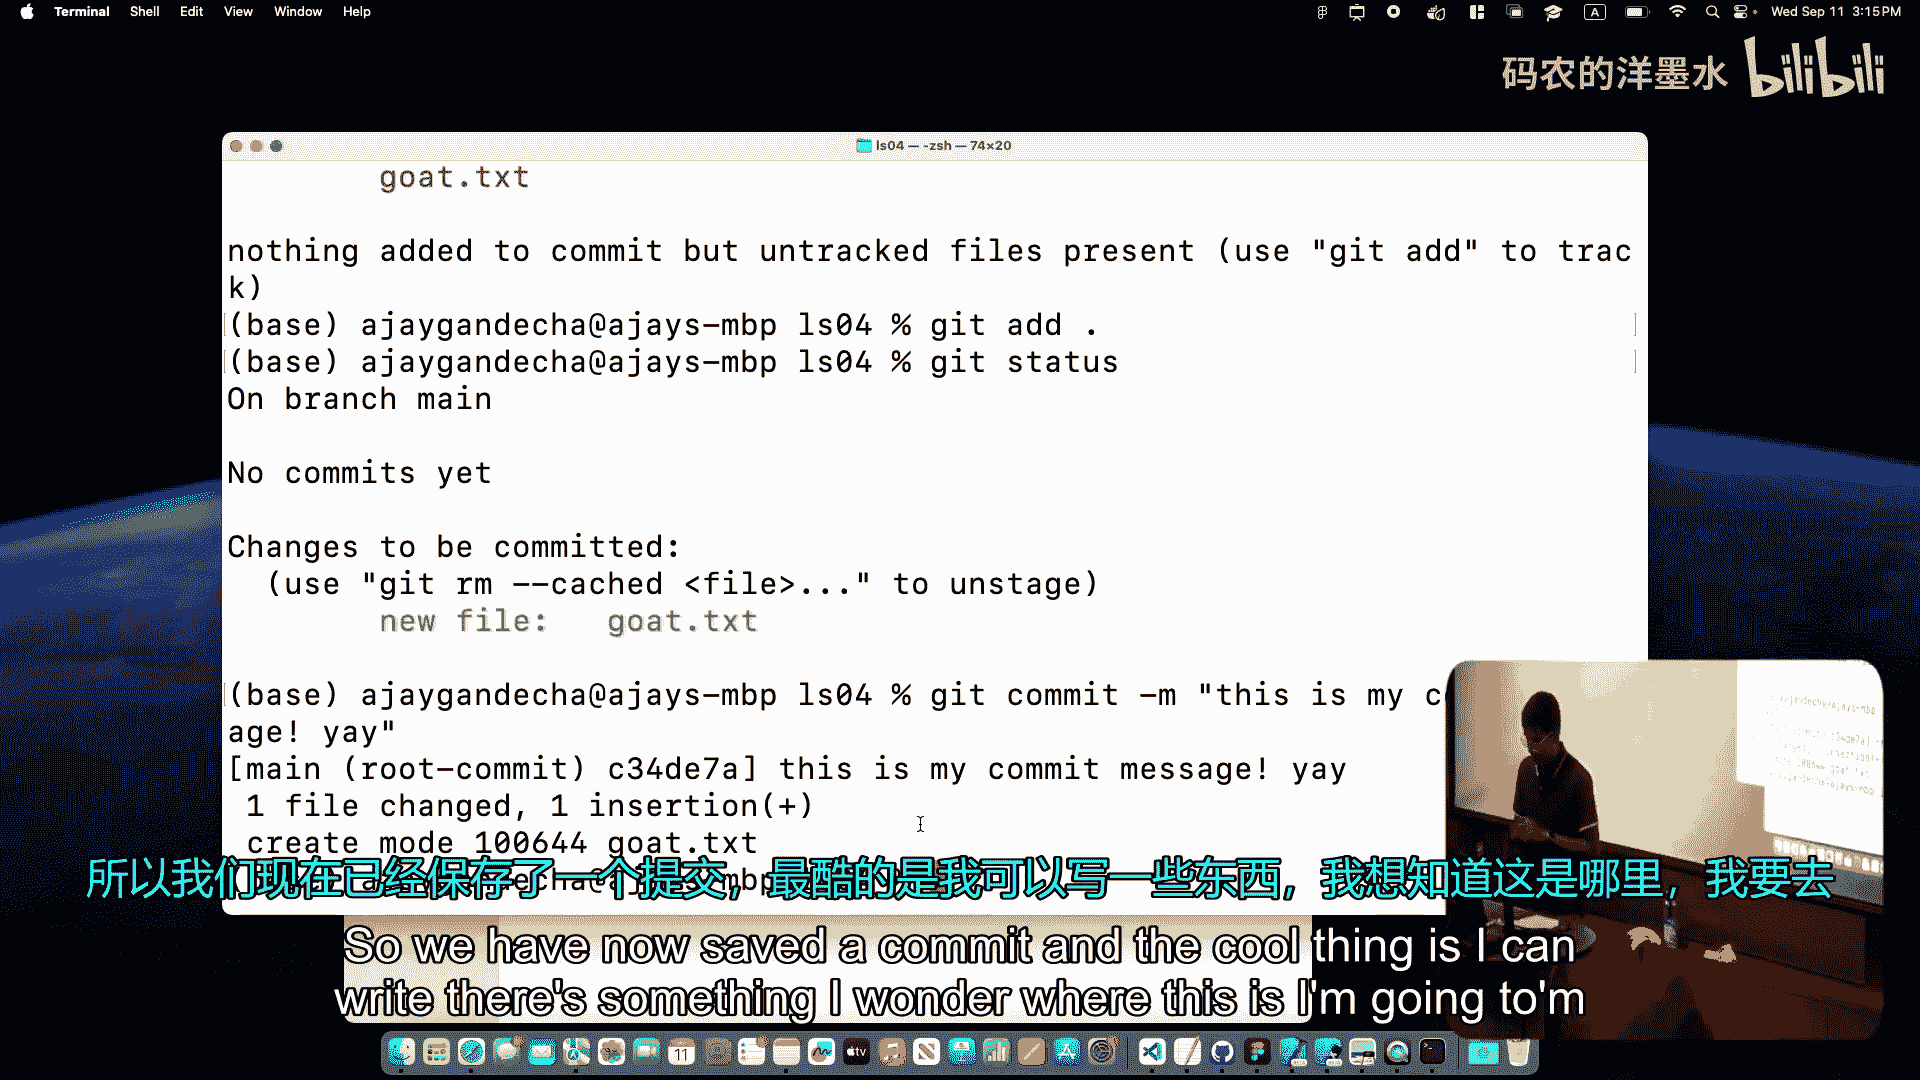 Terminal Shell Edit View Window Help
A Wed Sep 11 3:15 PM
码农的洋墨水 bilibili
ls04 — -zsh — 74×20
goat.txt
nothing added to commit but untracked files present (use "git add" to trac
k)
(base) ajaygandecha@ajays-mbp ls04 % git add .
(base) ajaygandecha@ajays-mbp ls04 % git status
On branch main
No commits yet
Changes to be committed:
(use "git rm --cached <file>..." to unstage)
new file: goat.txt
(base) ajaygandecha@ajays-mbp ls04 % git commit -m "this is my
age! yay"
[main (root-commit) c34de7a] this is my commit message! yay
1 file changed, 1 insertion(+)
create mode 100644 goat.txt
所以我们现在已经保存了一个提交，最酷的是我可以写一些东西，我想知道这是哪里，我要去
So we have now saved a commit and the cool thing is I can
write there's something I wonder where this is I'm going to'm
11
tv